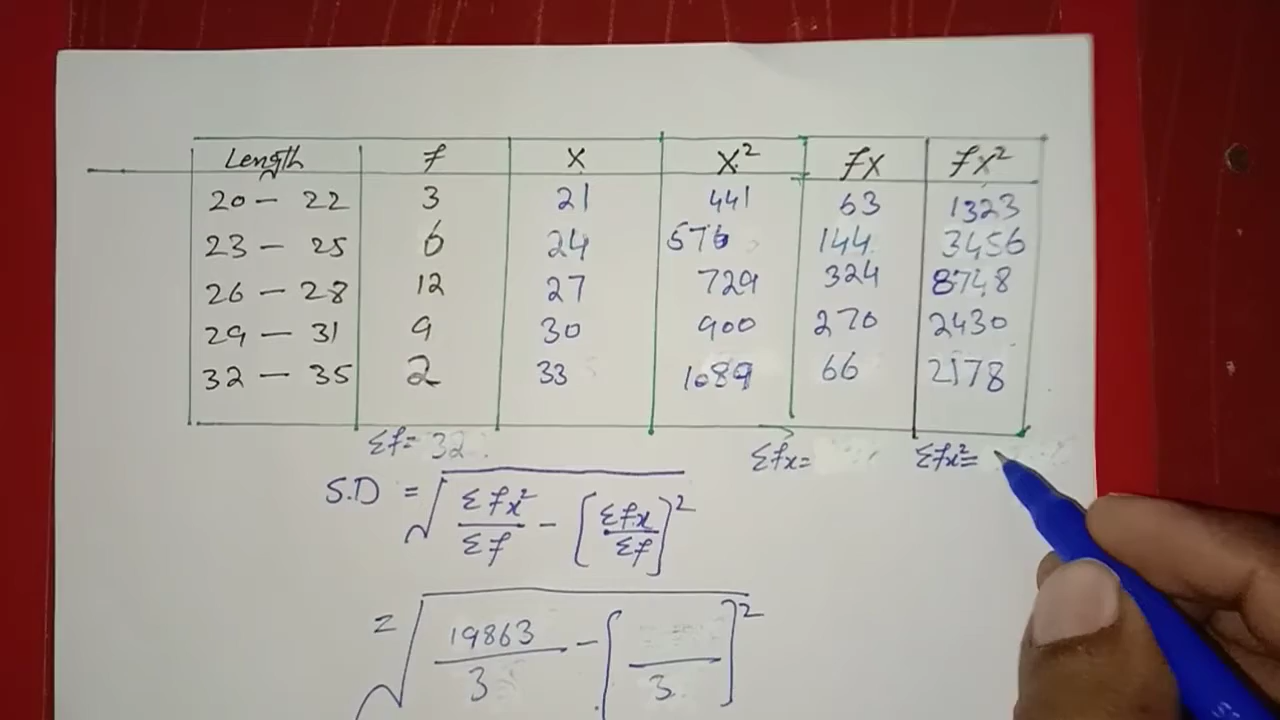 Length f X X² fX fX²
20 - 22 3 21 441 63 1323
23 - 25 6 24 576 144 3456
26 - 28 12 27 729 324 8748
29 - 31 9 30 900 270 2430
32 - 35 2 33 1089 66 2178
Σf= 32 Σfx= Σfx²=
S.D = √ Σfx² / Σf - [Σfx / Σf]²
= √ 19863 / 3 - [ / 3 ]²